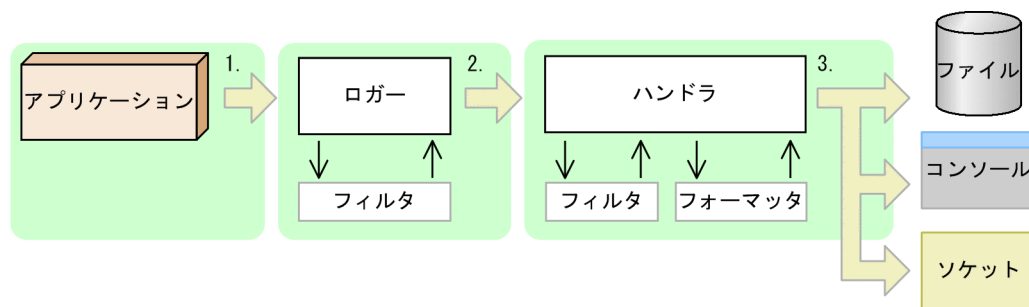 アプリケーション
1.
ロガー
フィルタ
2.
ハンドラ
フィルタ
フォーマッタ
3.
ファイル
コンソール
ソケット